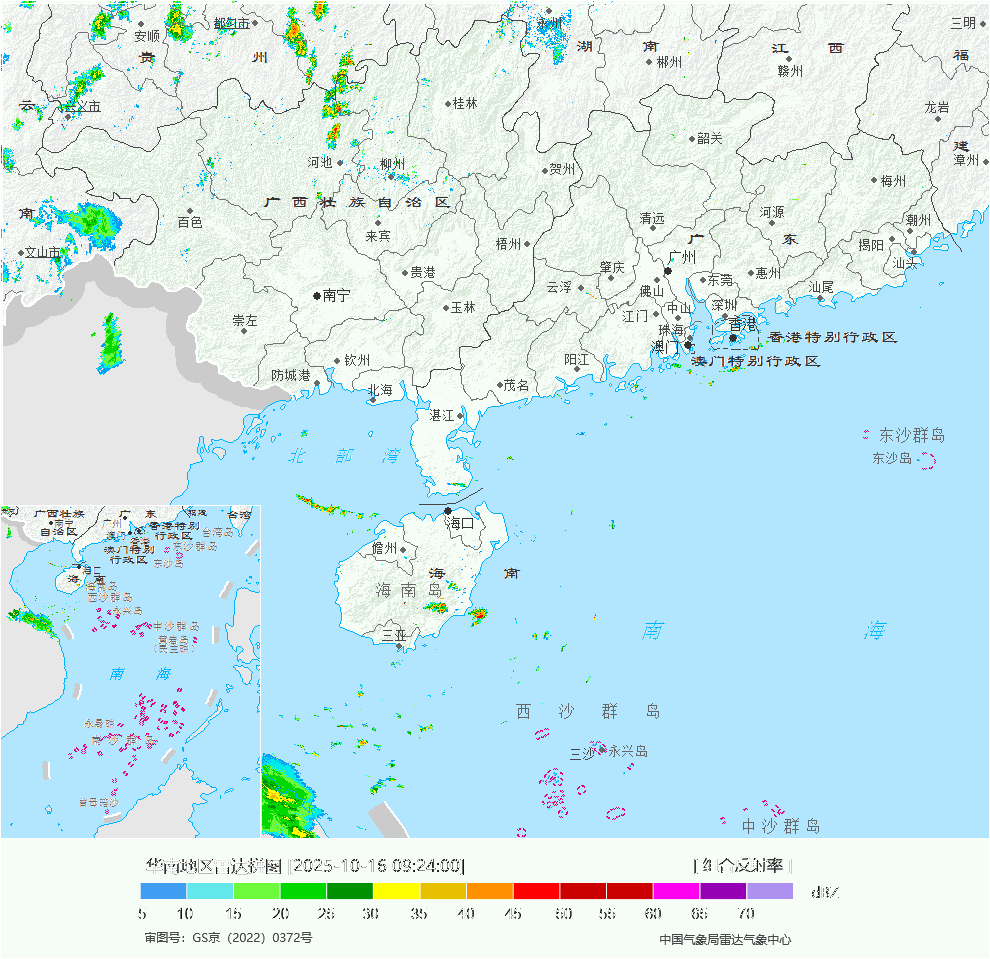 安顺
都匀市
永州
三明
贵 州
湖 南
江 西
福
郴州
赣州
云
兴义市
桂林
龙岩
韶关
建
漳州
河池
柳州
贺州
梅州
广 西 壮 族 自 治 区
南
百色
来宾
清远
河源
潮州
文山市
梧州
广 东
揭阳
汕头
广州
贵港
肇庆
惠州
东莞
南宁
云浮
佛山
汕尾
玉林
江门
中山
深圳
崇左
珠海
香港
香港特别行政区
澳门
澳门特别行政区
钦州
阳江
防城港
北海
茂名
湛江
东沙群岛
东沙岛
北 部 湾
海口
儋州
海 南
海 南 岛
三亚
南 海
西 沙 群 岛
三沙
永兴岛
中 沙 群 岛
广西壮族
自治区
南宁
广 东
广州
福建
台湾
香港特别
行政区
香港
澳门
澳门特别
行政区
台湾岛
东沙群岛
东沙岛
海口
海 南
海南岛
西沙群岛
永兴岛
中沙群岛
黄岩岛
(民主礁)
南 海
永暑礁
南 沙 群 岛
曾母暗沙
华南地区雷达拼图 [2025-10-16 09:24:00]
[组合反射率]
dBZ
5 10 15 20 25 30 35 40 45 50 55 60 65 70
审图号：GS京（2022）0372号
中国气象局雷达气象中心